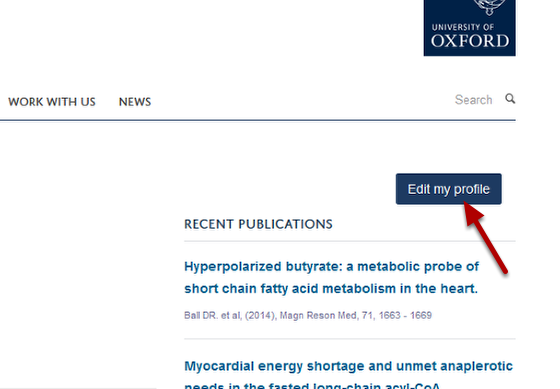 UNIVERSITY OF
OXFORD
WORK WITH US
NEWS
Search
Edit my profile
RECENT PUBLICATIONS
Hyperpolarized butyrate: a metabolic probe of
short chain fatty acid metabolism in the heart.
Ball DR. et al, (2014), Magn Reson Med, 71, 1663 - 1669
Myocardial energy shortage and unmet anaplerotic
needs in the fasted long-chain acyl-CoA